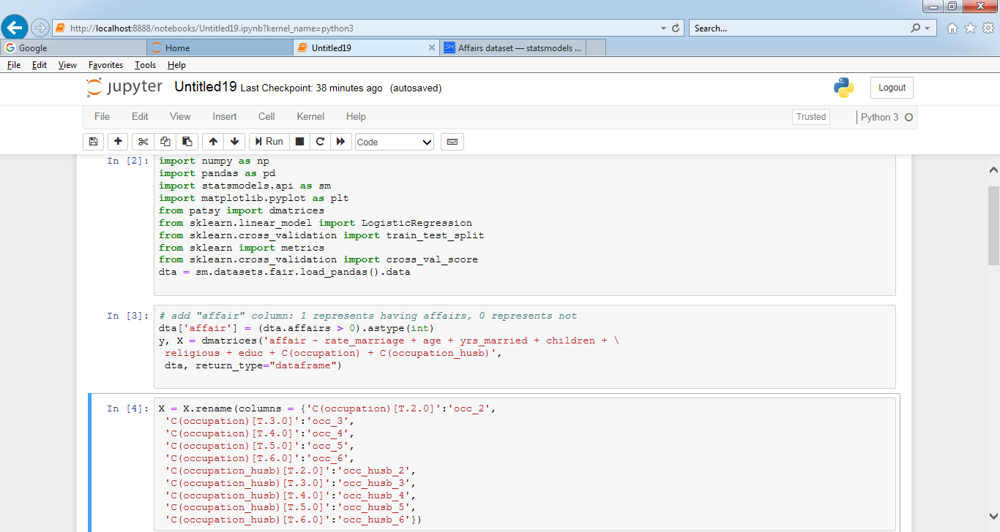 http://localhost:8888/notebooks/Untitled19.ipynb?kernel_name=python3
Search...
Google
Home
Untitled19
Affairs dataset — statsmodels ...
File Edit View Favorites Tools Help
jupyter Untitled19 Last Checkpoint: 38 minutes ago (autosaved)
Logout
File Edit View Insert Cell Kernel Help
Trusted
Python 3
Run
Code
In [2]: import numpy as np
import pandas as pd
import statsmodels.api as sm
import matplotlib.pyplot as plt
from patsy import dmatrices
from sklearn.linear_model import LogisticRegression
from sklearn.cross_validation import train_test_split
from sklearn import metrics
from sklearn.cross_validation import cross_val_score
dta = sm.datasets.fair.load_pandas().data
In [3]: # add "affair" column: 1 represents having affairs, 0 represents not
dta['affair'] = (dta.affairs > 0).astype(int)
y, X = dmatrices('affair ~ rate_marriage + age + yrs_married + children + \
religious + educ + C(occupation) + C(occupation_husb)',
dta, return_type="dataframe")
In [4]: X = X.rename(columns = {'C(occupation)[T.2.0]':'occ_2',
'C(occupation)[T.3.0]':'occ_3',
'C(occupation)[T.4.0]':'occ_4',
'C(occupation)[T.5.0]':'occ_5',
'C(occupation)[T.6.0]':'occ_6',
'C(occupation_husb)[T.2.0]':'occ_husb_2',
'C(occupation_husb)[T.3.0]':'occ_husb_3',
'C(occupation_husb)[T.4.0]':'occ_husb_4',
'C(occupation_husb)[T.5.0]':'occ_husb_5',
'C(occupation_husb)[T.6.0]':'occ_husb_6'})